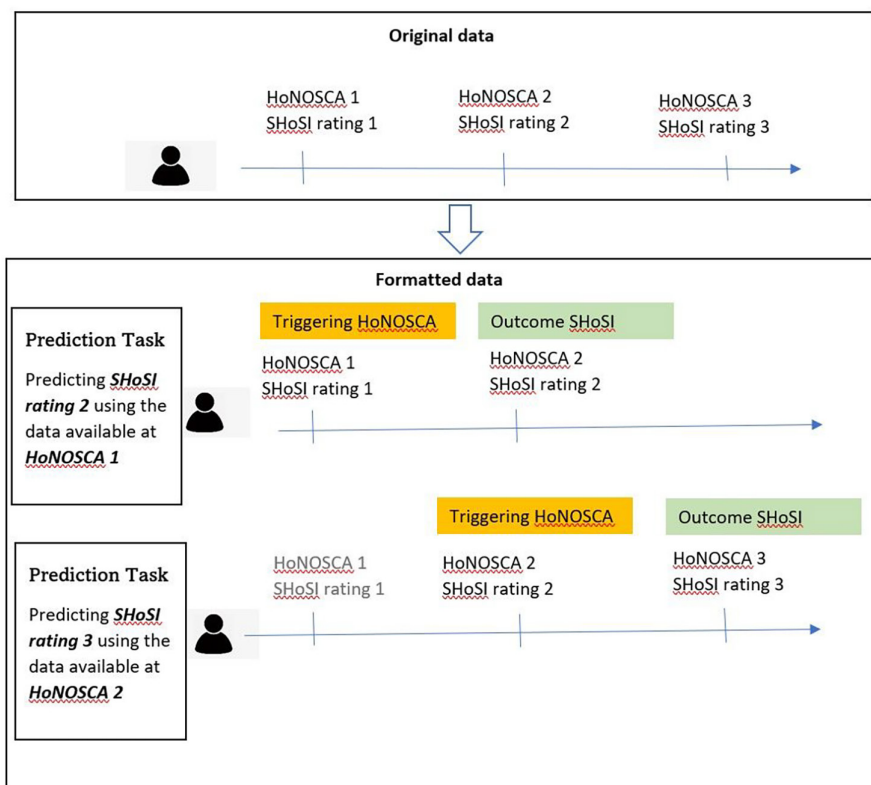 Original data
HoNOSCA 1
SHoSI rating 1
HoNOSCA 2
SHoSI rating 2
HoNOSCA 3
SHoSI rating 3
Formatted data
Prediction Task
Predicting SHoSI
rating 2 using the
data available at
HoNOSCA 1
Triggering HoNOSCA
HoNOSCA 1
SHoSI rating 1
Outcome SHoSI
HoNOSCA 2
SHoSI rating 2
Prediction Task
Predicting SHoSI
rating 3 using the
data available at
HoNOSCA 2
HoNOSCA 1
SHoSI rating 1
Triggering HoNOSCA
HoNOSCA 2
SHoSI rating 2
Outcome SHoSI
HoNOSCA 3
SHoSI rating 3